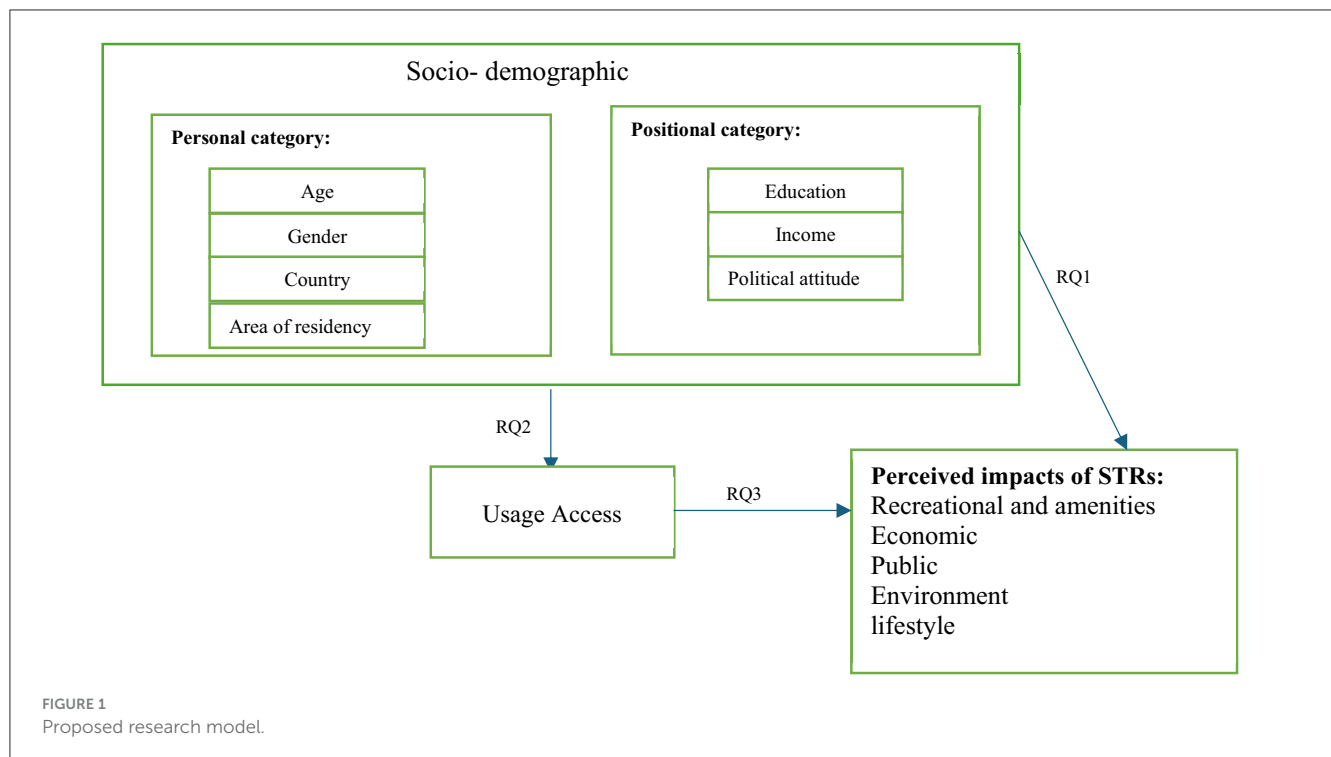 Socio- demographic
Personal category:
Age
Gender
Country
Area of residency
Positional category:
Education
Income
Political attitude
RQ1
RQ2
Usage Access
RQ3
Perceived impacts of STRs:
Recreational and amenities
Economic
Public
Environment
lifestyle
FIGURE 1
Proposed research model.